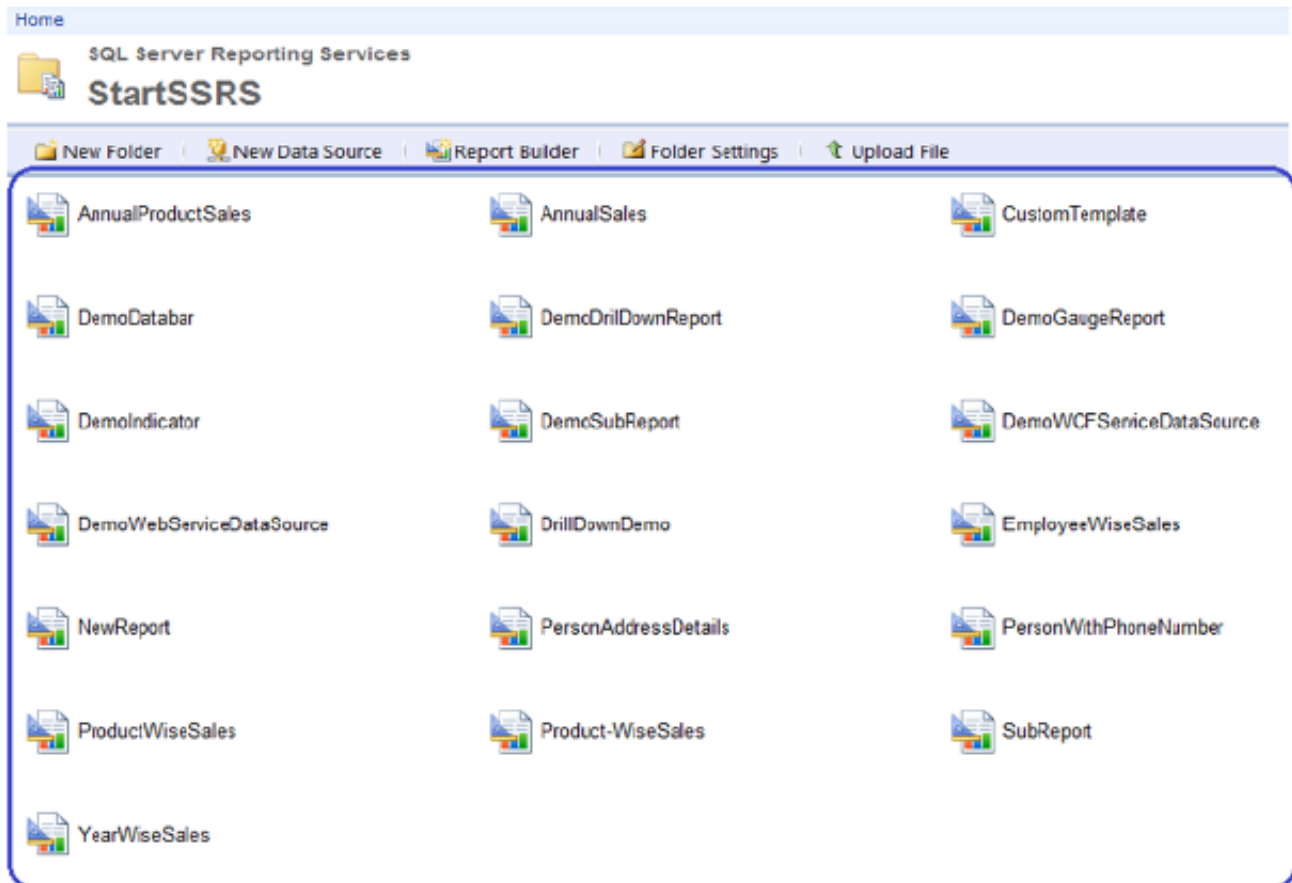 Home
SQL Server Reporting Services
StartSSRS
New Folder New Data Source Report Builder Folder Settings Upload File
AnnualProductSales AnnualSales CustomTemplate
DemoDatabar DemoDrillDownReport DemoGaugeReport
DemoIndicator DemoSubReport DemoWCFServiceDataSource
DemoWebServiceDataSource DrillDownDemo EmployeeWiseSales
NewReport PersonAddressDetails PersonWithPhoneNumber
ProductWiseSales Product-WiseSales SubReport
YearWiseSales